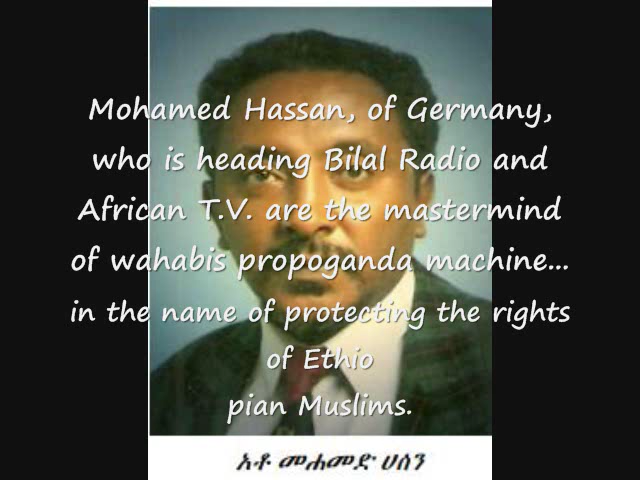 Mohamed Hassan, of Germany,
who is heading Bilal Radio and
African T.V. are the mastermind
of wahabis propoganda machine...
in the name of protecting the rights
of Ethio
pian Muslims.
አቶ መሐመድ ሀሰን